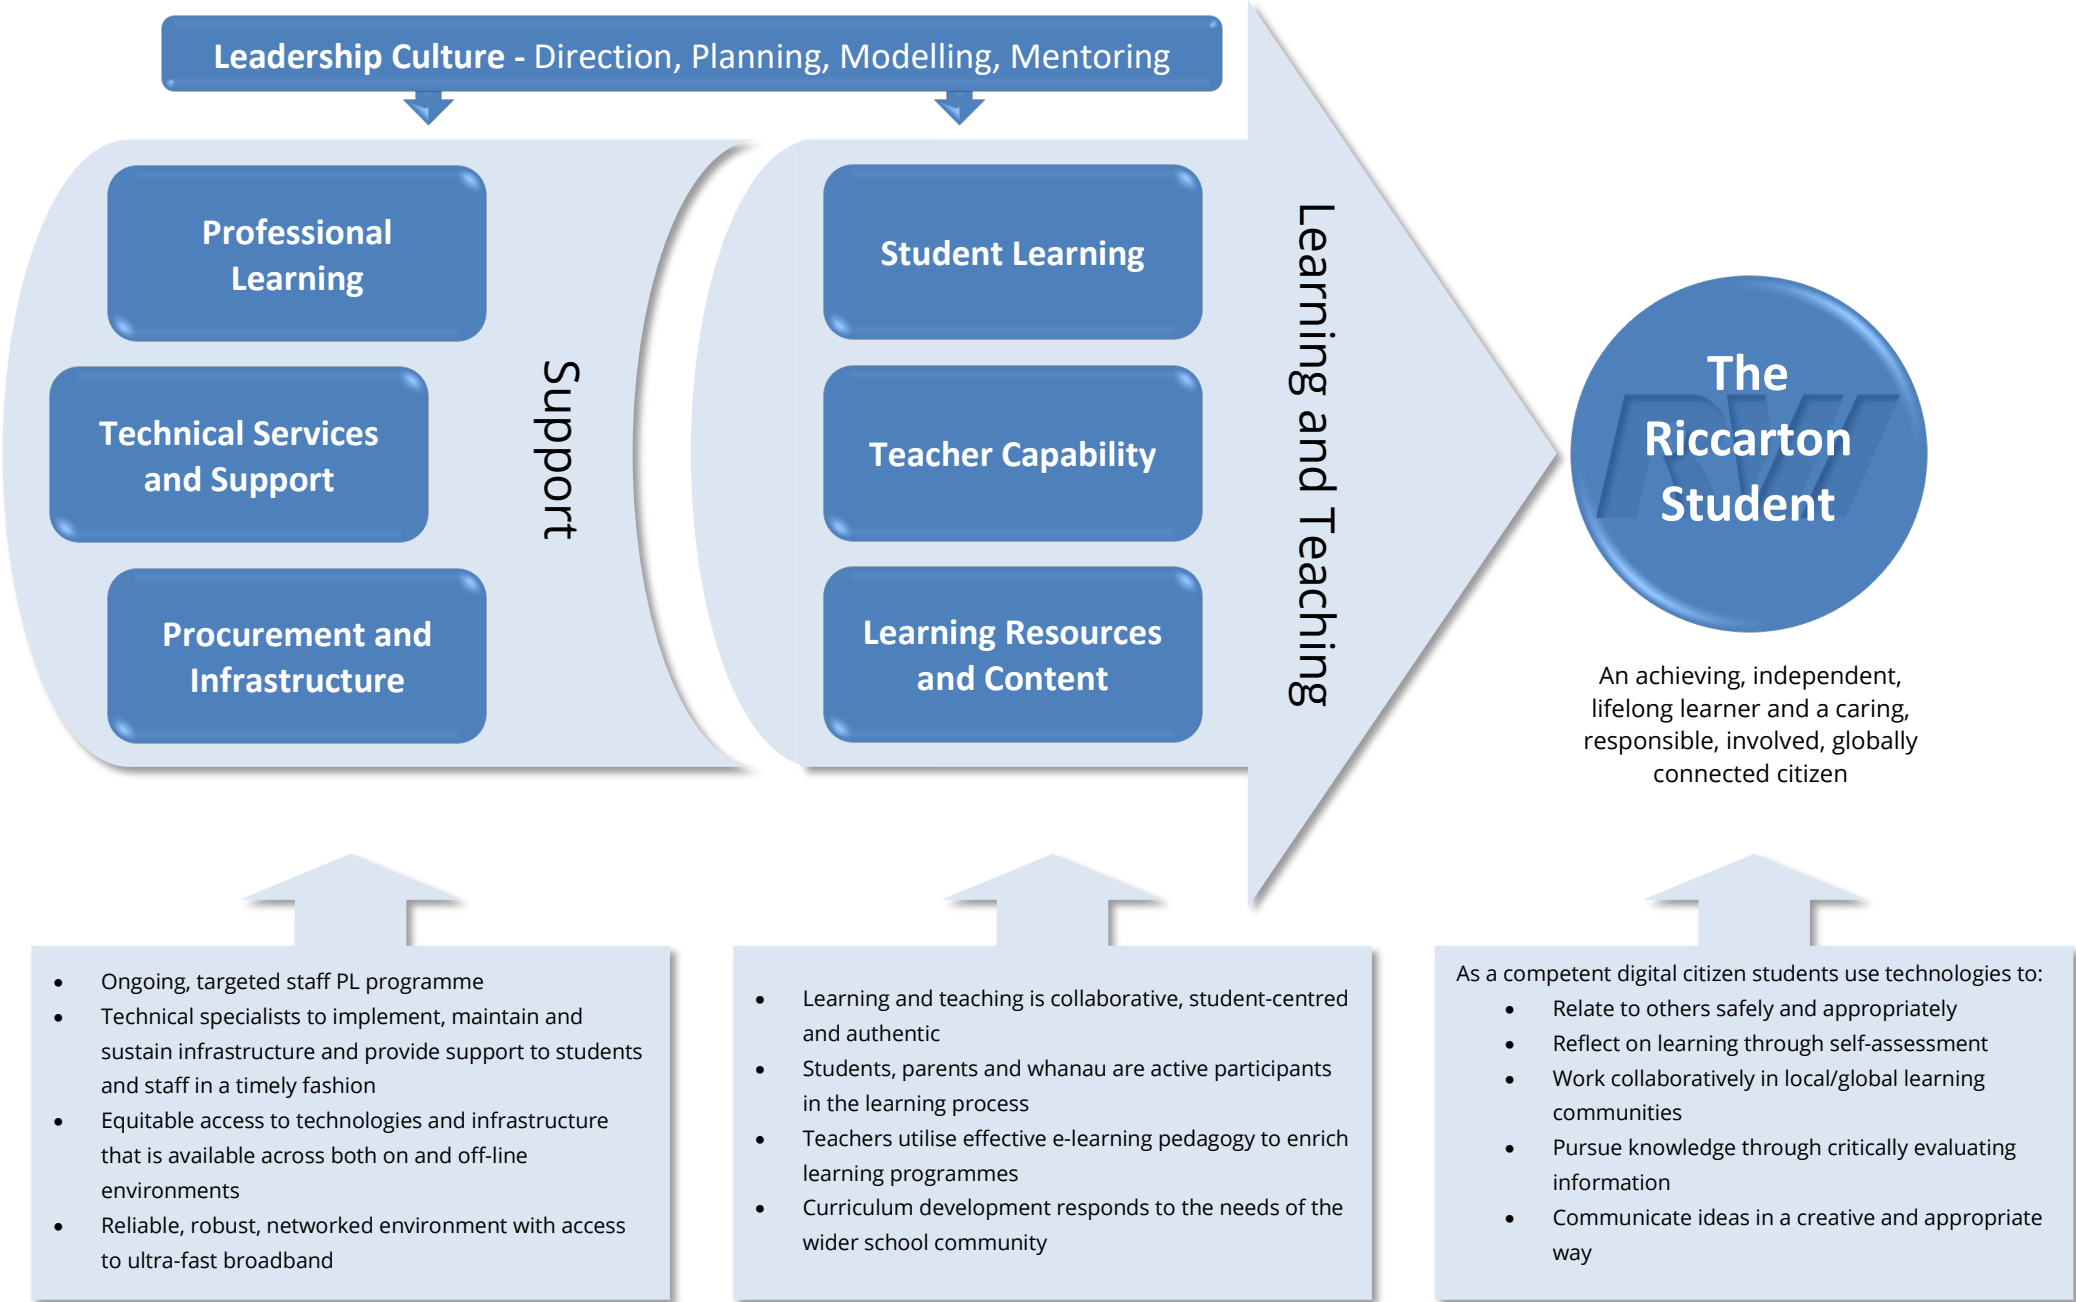 Leadership Culture - Direction, Planning, Modelling, Mentoring
Professional
Learning
Technical Services
and Support
Procurement and
Infrastructure
Support
Student Learning
Teacher Capability
Learning Resources
and Content
Learning and Teaching
The
Riccarton
Student
RW
An achieving, independent,
lifelong learner and a caring,
responsible, involved, globally
connected citizen
• Ongoing, targeted staff PL programme
• Technical specialists to implement, maintain and
sustain infrastructure and provide support to students
and staff in a timely fashion
• Equitable access to technologies and infrastructure
that is available across both on and off-line
environments
• Reliable, robust, networked environment with access
to ultra-fast broadband
• Learning and teaching is collaborative, student-centred
and authentic
• Students, parents and whanau are active participants
in the learning process
• Teachers utilise effective e-learning pedagogy to enrich
learning programmes
• Curriculum development responds to the needs of the
wider school community
As a competent digital citizen students use technologies to:
• Relate to others safely and appropriately
• Reflect on learning through self-assessment
• Work collaboratively in local/global learning
communities
• Pursue knowledge through critically evaluating
information
• Communicate ideas in a creative and appropriate
way